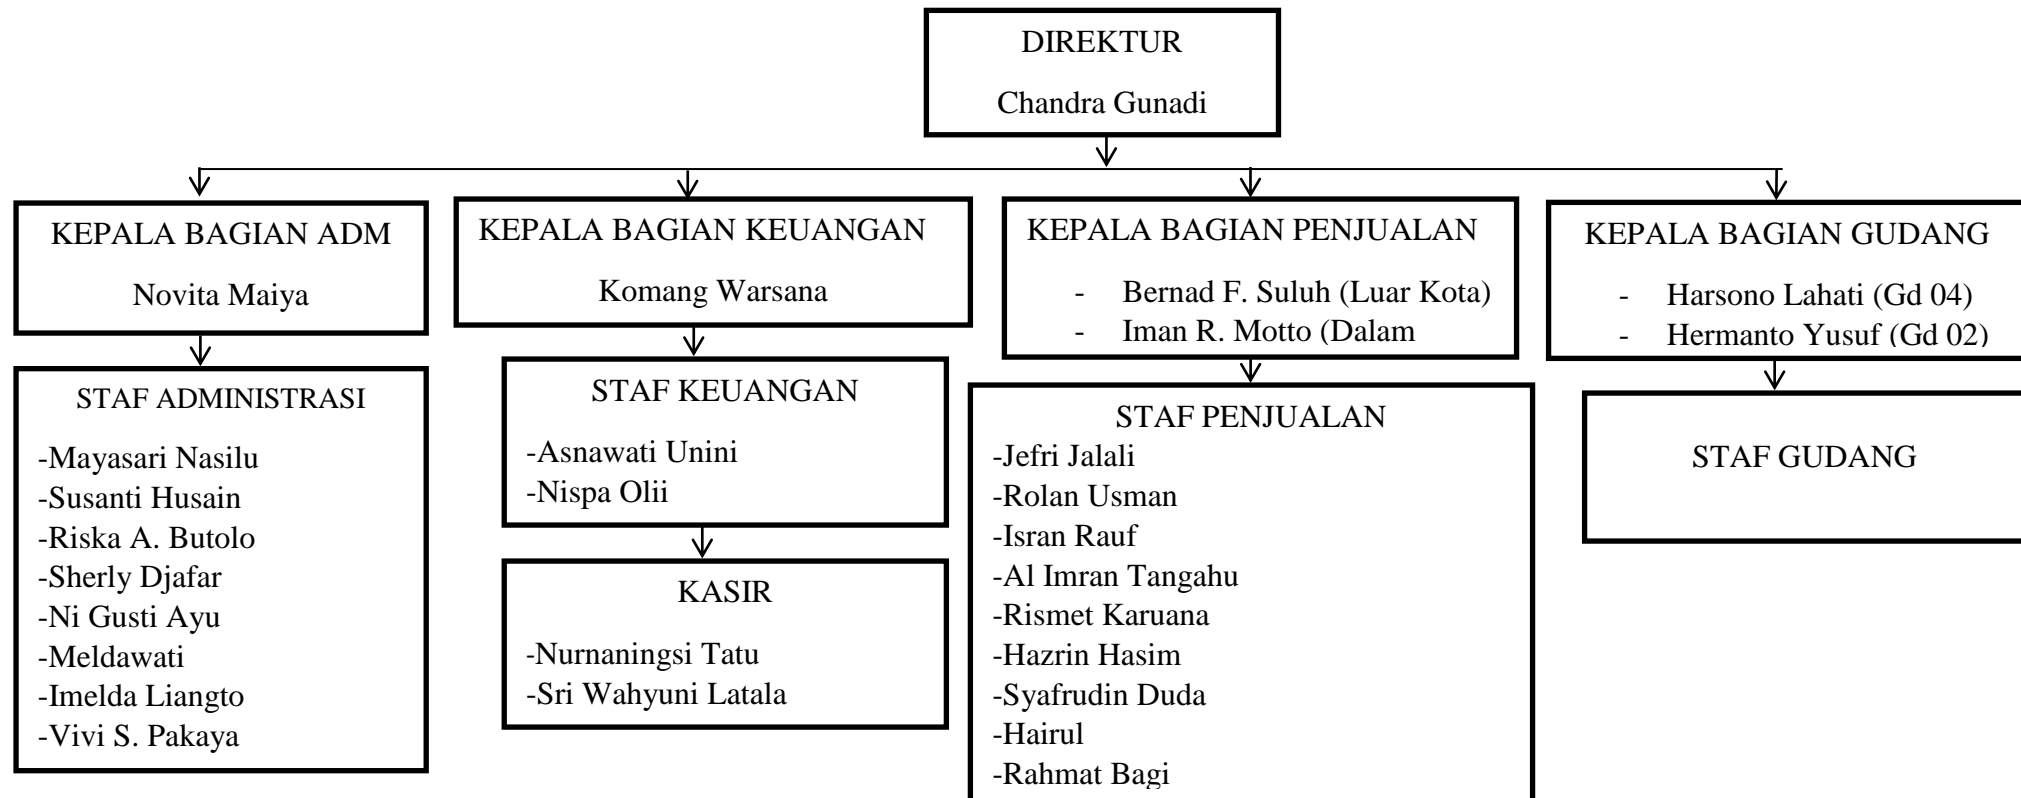 DIREKTUR
Chandra Gunadi
KEPALA BAGIAN ADM
Novita Maiya
KEPALA BAGIAN KEUANGAN
Komang Warsana
KEPALA BAGIAN PENJUALAN
- Bernad F. Suluh (Luar Kota)
- Iman R. Motto (Dalam
KEPALA BAGIAN GUDANG
- Harsono Lahati (Gd 04)
- Hermanto Yusuf (Gd 02)
STAF ADMINISTRASI
-Mayasari Nasilu
-Susanti Husain
-Riska A. Butolo
-Sherly Djafar
-Ni Gusti Ayu
-Meldawati
-Imelda Liangto
-Vivi S. Pakaya
STAF KEUANGAN
-Asnawati Unini
-Nispa Olii
KASIR
-Nurnaningsi Tatu
-Sri Wahyuni Latala
STAF PENJUALAN
-Jefri Jalali
-Rolan Usman
-Isran Rauf
-Al Imran Tangahu
-Rismet Karuana
-Hazrin Hasim
-Syafrudin Duda
-Hairul
-Rahmat Bagi
STAF GUDANG